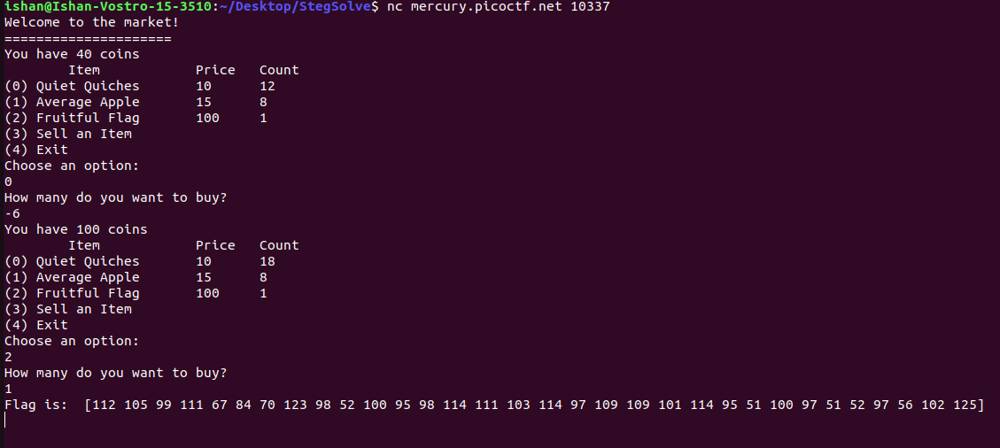 ishan@Ishan-Vostro-15-3510:~/Desktop/StegSolve$ nc mercury.picoctf.net 10337
Welcome to the market!
=====================
You have 40 coins
        Item            Price   Count
(0) Quiet Quiches       10      12
(1) Average Apple       15      8
(2) Fruitful Flag       100     1
(3) Sell an Item
(4) Exit
Choose an option:
0
How many do you want to buy?
-6
You have 100 coins
        Item            Price   Count
(0) Quiet Quiches       10      18
(1) Average Apple       15      8
(2) Fruitful Flag       100     1
(3) Sell an Item
(4) Exit
Choose an option:
2
How many do you want to buy?
1
Flag is:  [112 105 99 111 67 84 70 123 98 52 100 95 98 114 111 103 114 97 109 109 101 114 95 51 100 97 51 52 97 56 102 125]